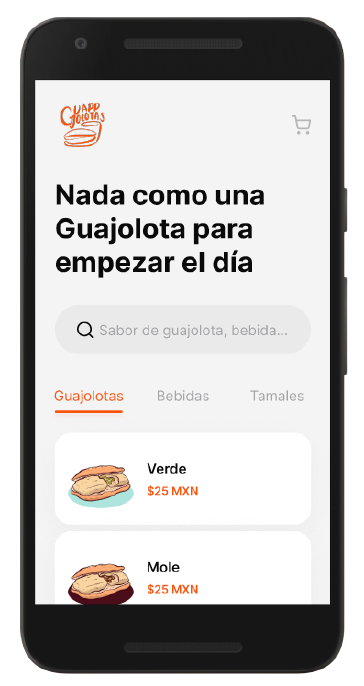 GUAPP
JOLOTAS
Nada como una
Guajolota para
empezar el día
Sabor de guajolota, bebida...
Guajolotas
Bebidas
Tamales
Verde
$25 MXN
Mole
$25 MXN